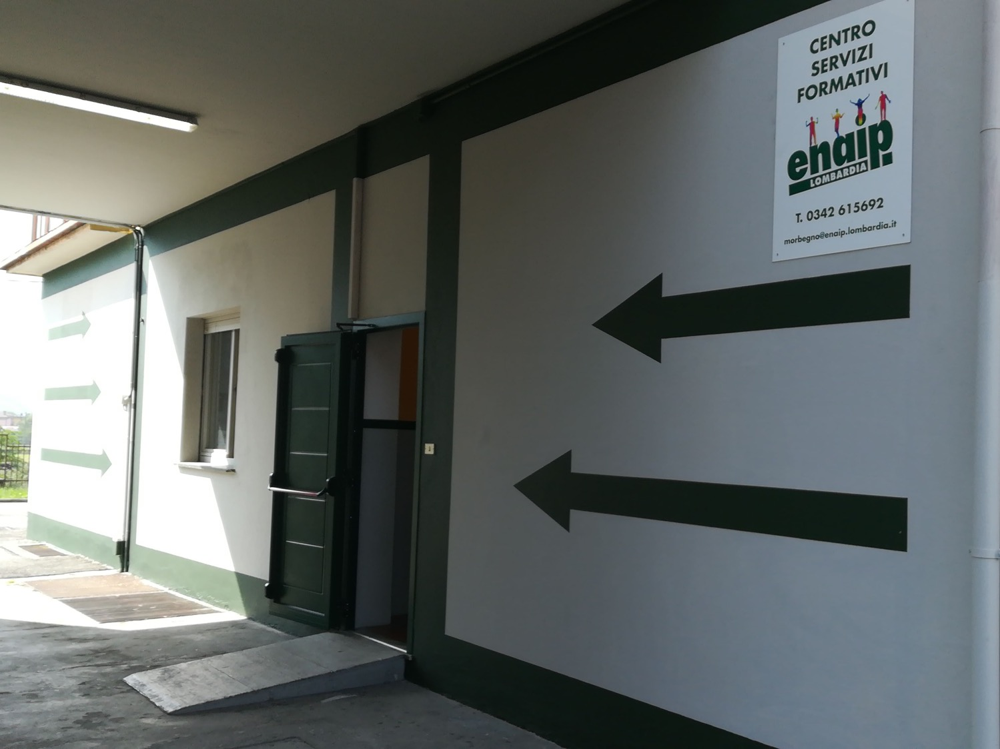 CENTRO
SERVIZI
FORMATIVI
enaip
LOMBARDIA
T. 0342 615692
morbegno@enaip.lombardia.it